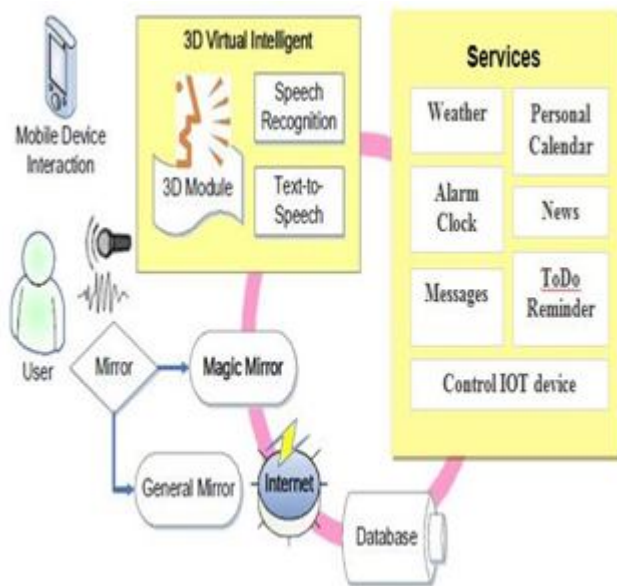 3D Virtual Intelligent
Speech
Recognition
3D Module
Text-to-
Speech
Mobile Device
Interaction
User
Mirror
Magic Mirror
General Mirror
Internet
Database
Services
Weather
Personal
Calendar
Alarm
Clock
News
Messages
ToDo
Reminder
Control IOT device